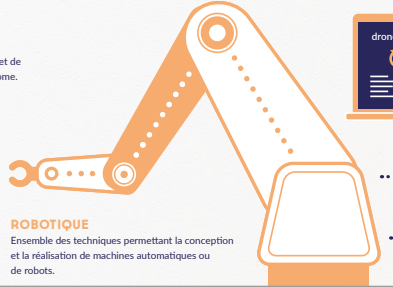 dron
et de
ome.
ROBOTIQUE
Ensemble des techniques permettant la conception
et la réalisation de machines automatiques ou
de robots.